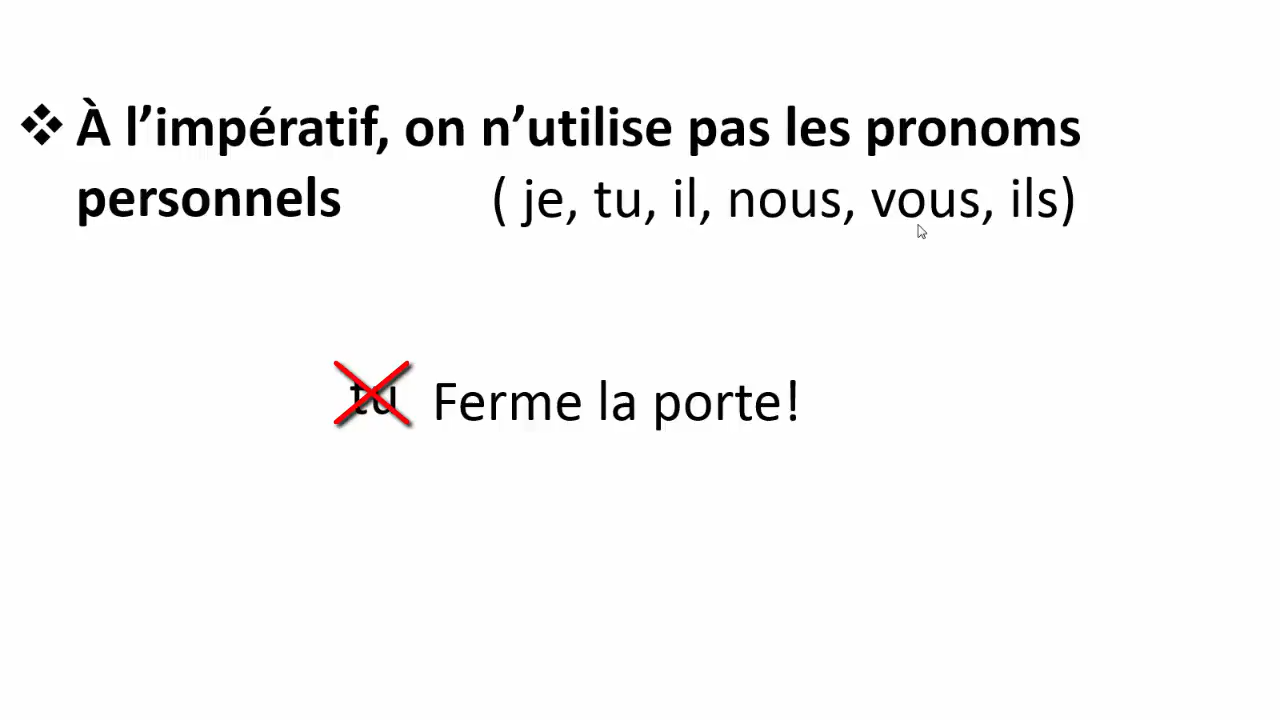 ❖ À l’impératif, on n’utilise pas les pronoms
personnels ( je, tu, il, nous, vous, ils)
tu Ferme la porte!